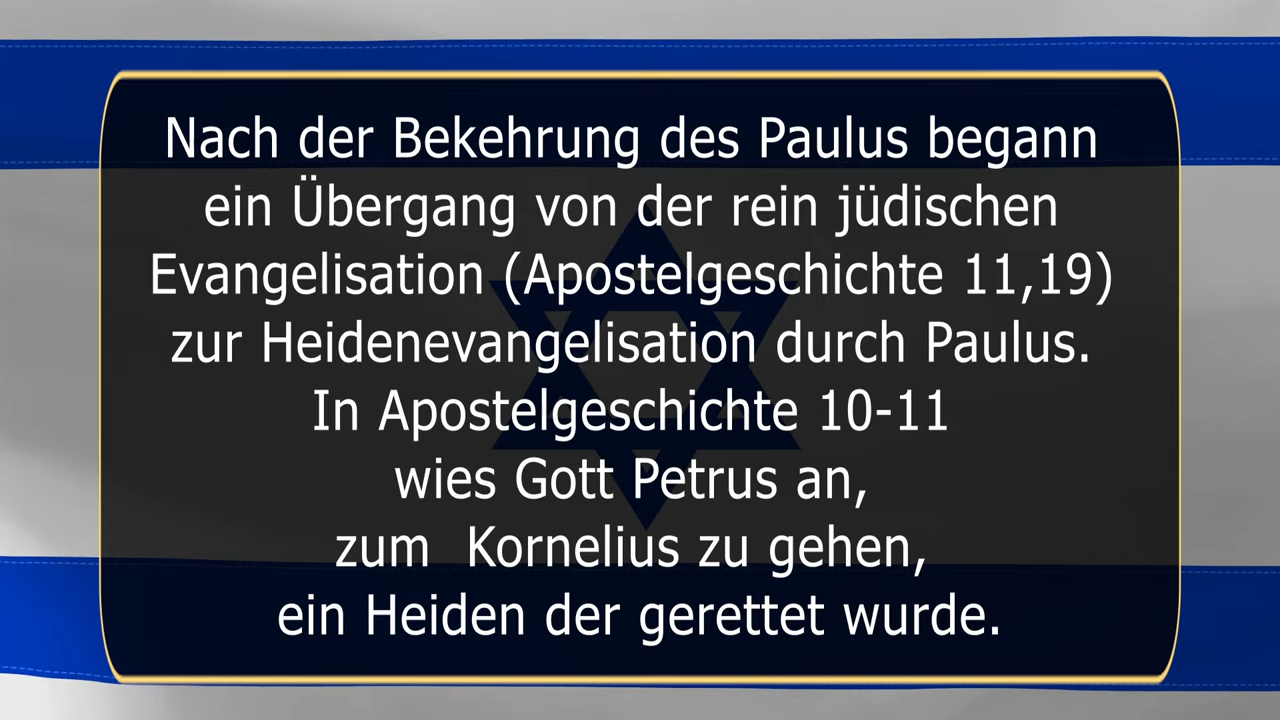 Nach der Bekehrung des Paulus begann
ein Übergang von der rein jüdischen
Evangelisation (Apostelgeschichte 11,19)
zur Heidenevangelisation durch Paulus.
In Apostelgeschichte 10-11
wies Gott Petrus an,
zum  Kornelius zu gehen,
ein Heiden der gerettet wurde.